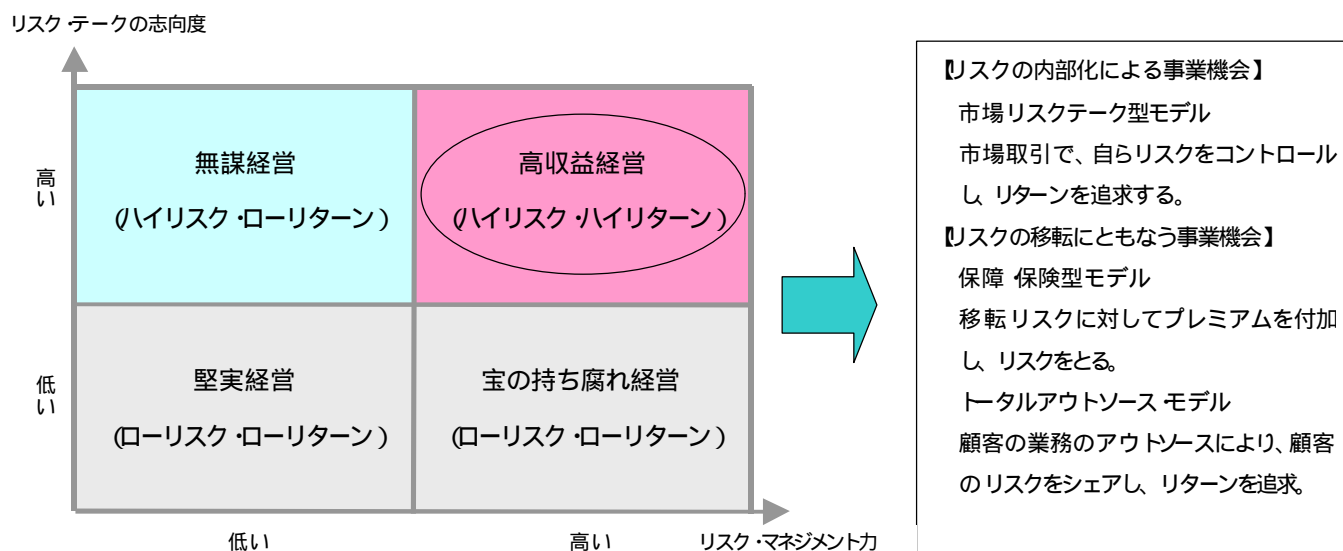 リスク・テークの志向度
高い
無謀経営
(ハイリスク・ローリターン)
高収益経営
(ハイリスク・ハイリターン)
低い
堅実経営
(ローリスク・ローリターン)
宝の持ち腐れ経営
(ローリスク・ローリターン)
低い
高い
リスク・マネジメント力
【リスクの内部化による事業機会】
市場リスクテーク型モデル
市場取引で、自らリスクをコントロール
し、リターンを追求する。
【リスクの移転にともなう事業機会】
保障・保険型モデル
移転リスクに対してプレミアムを付加
し、リスクをとる。
トータルアウトソース・モデル
顧客の業務のアウトソースにより、顧客
のリスクをシェアし、リターンを追求。